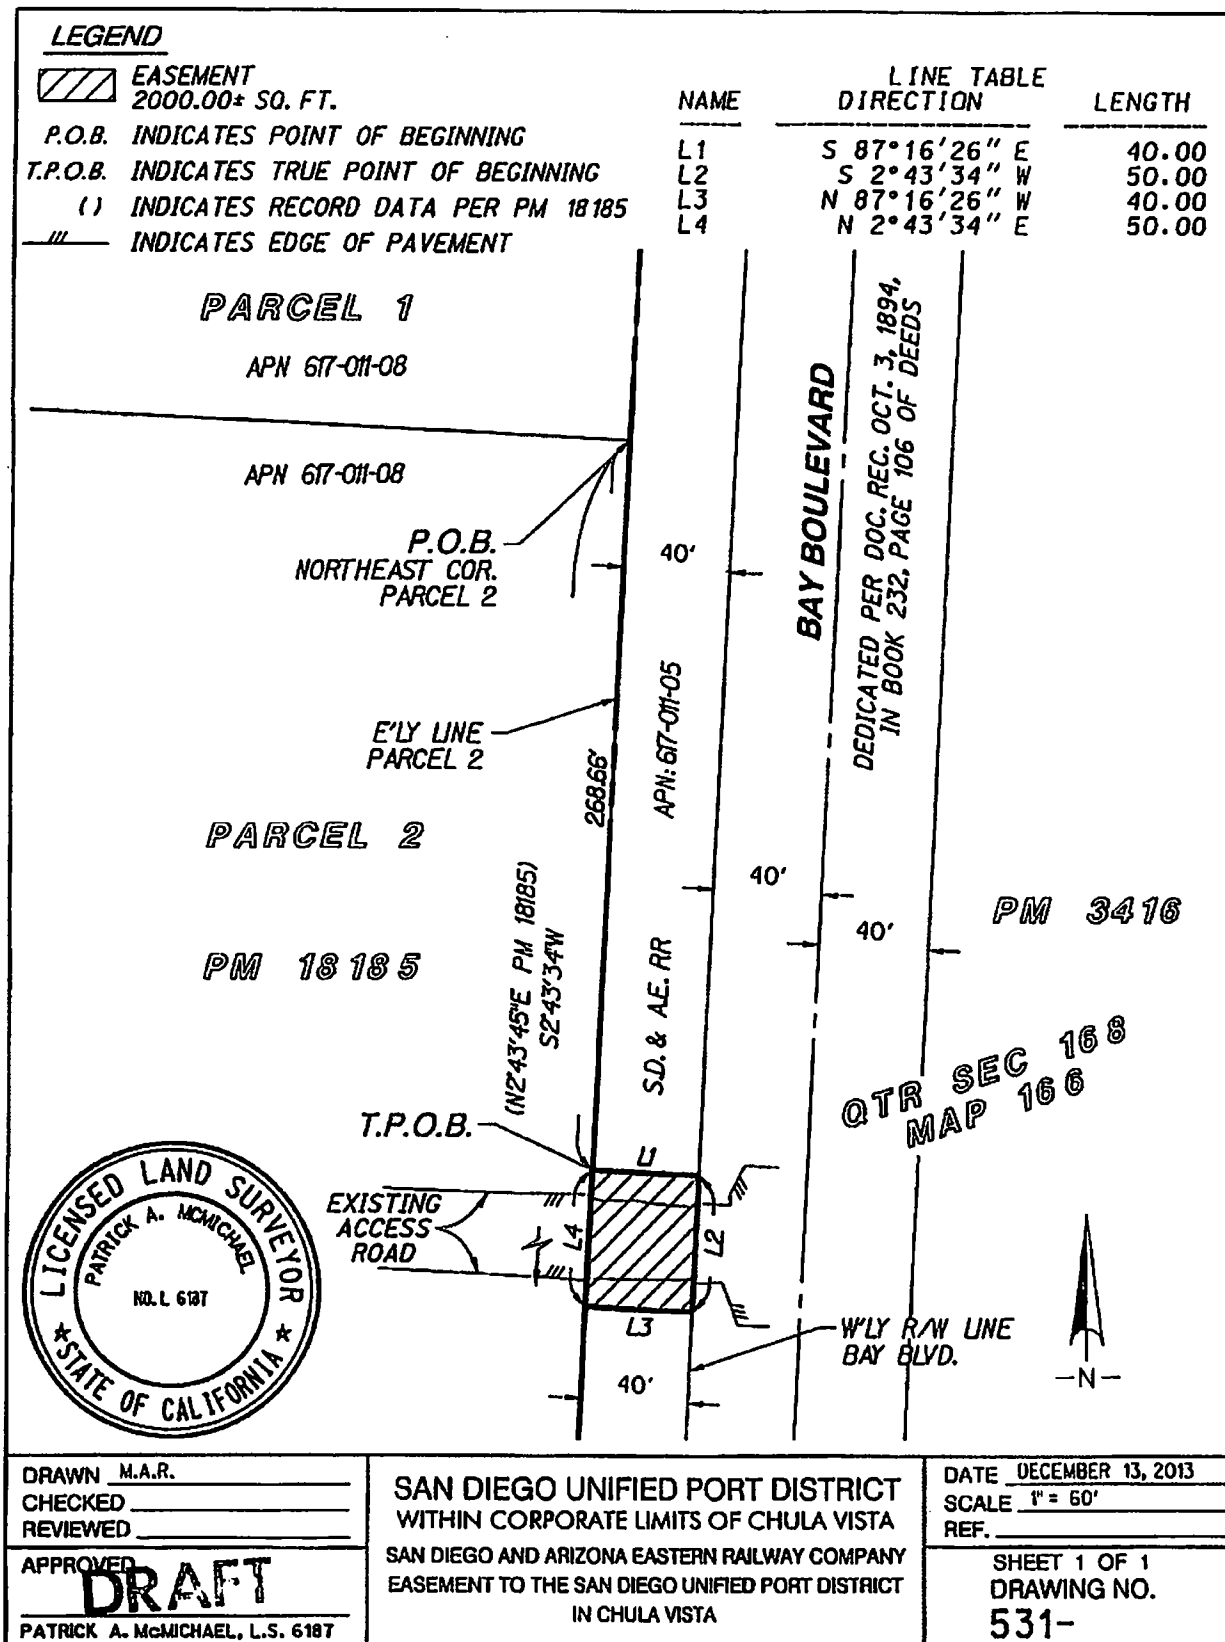 LEGEND
EASEMENT
2000.00± SQ. FT.
P.O.B. INDICATES POINT OF BEGINNING
T.P.O.B. INDICATES TRUE POINT OF BEGINNING
( ) INDICATES RECORD DATA PER PM 18185
INDICATES EDGE OF PAVEMENT
LINE TABLE
NAME DIRECTION LENGTH
L1 S 87°16'26" E 40.00
L2 S 2°43'34" W 50.00
L3 N 87°16'26" W 40.00
L4 N 2°43'34" E 50.00
PARCEL 1
APN 617-011-08
APN 617-011-08
P.O.B.
NORTHEAST COR.
PARCEL 2
40'
BAY BOULEVARD
DEDICATED PER DOC. REC. OCT. 3, 1894,
IN BOOK 232, PAGE 106 OF DEEDS
E'LY LINE
PARCEL 2
268.66'
APN: 617-011-05
PARCEL 2
40'
40'
PM 3416
PM 18185
(N2°43'45"E PM 18185)
S2°43'34"W
S.D. & A.E. RR
QTR SEC 168
MAP 166
T.P.O.B.
L1
EXISTING
ACCESS
ROAD
L4
L2
L3
W'LY R/W LINE
BAY BLVD.
40'
N
LICENSED LAND SURVEYOR
PATRICK A. MCMICHAEL
NO. L 6187
STATE OF CALIFORNIA
DRAWN M.A.R.
CHECKED
REVIEWED
APPROVED
DRAFT
PATRICK A. McMICHAEL, L.S. 6187
SAN DIEGO UNIFIED PORT DISTRICT
WITHIN CORPORATE LIMITS OF CHULA VISTA
SAN DIEGO AND ARIZONA EASTERN RAILWAY COMPANY
EASEMENT TO THE SAN DIEGO UNIFIED PORT DISTRICT
IN CHULA VISTA
DATE DECEMBER 13, 2013
SCALE 1" = 60'
REF.
SHEET 1 OF 1
DRAWING NO.
531-